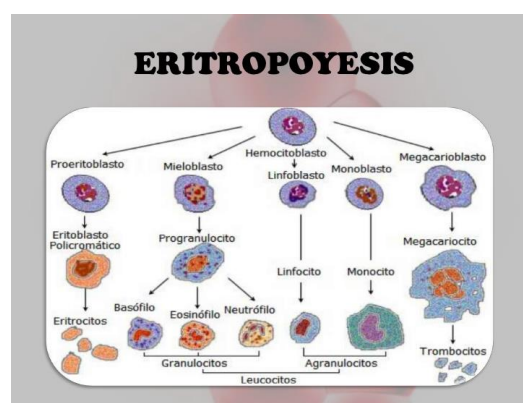 ERITROPOYESIS
Hemocitoblasto
Proeritoblasto
Mieloblasto
Linfoblasto
Monoblasto
Megacarioblasto
Eritoblasto
Policromático
Progranulocito
Megacariocito
Linfocito
Monocito
Basófilo
Eosinófilo
Neutrófilo
Eritrocitos
Trombocitos
Granulocitos
Agranulocitos
Leucocitos